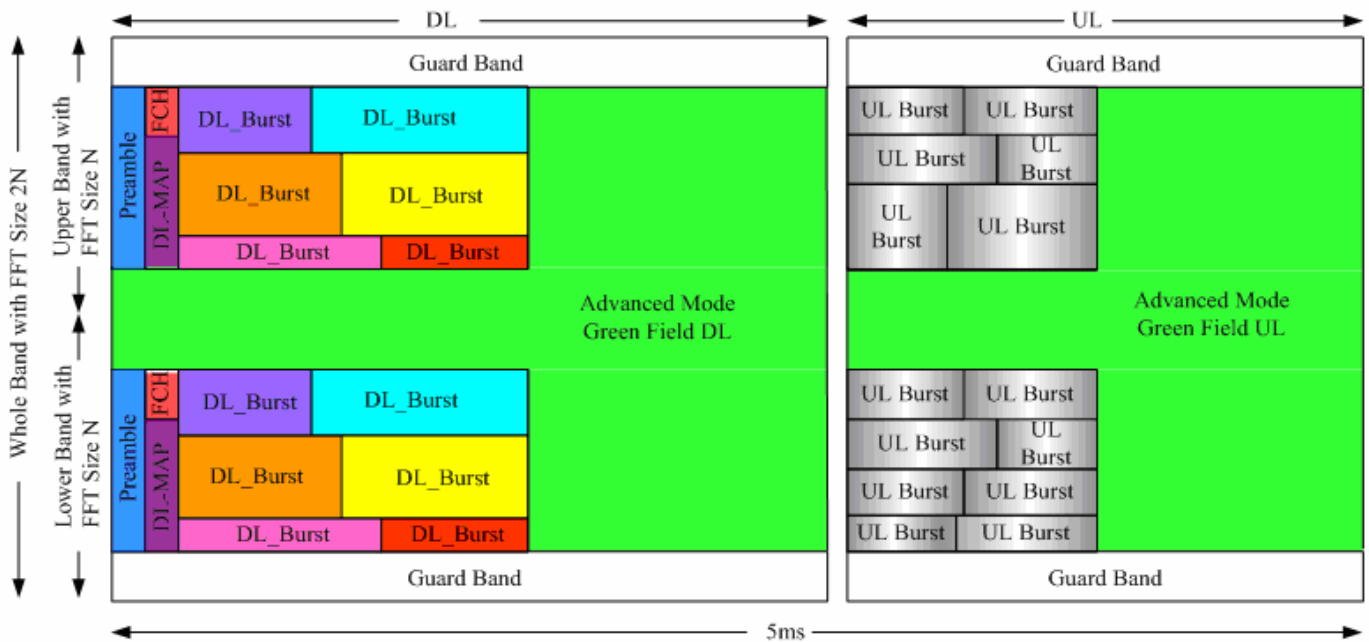 DL
UL
Guard Band
Guard Band
Whole Band with FFT Size 2N
Upper Band with
FFT Size N
Preamble
FCH
DL-MAP
DL_Burst
DL_Burst
DL_Burst
DL_Burst
DL_Burst
DL_Burst
UL Burst
UL Burst
UL Burst
UL
Burst
UL
Burst
UL Burst
Advanced Mode
Green Field DL
Advanced Mode
Green Field UL
Lower Band with
FFT Size N
Preamble
FCH
DL-MAP
DL_Burst
DL_Burst
DL_Burst
DL_Burst
DL_Burst
DL_Burst
UL Burst
UL Burst
UL Burst
UL
Burst
UL Burst
UL Burst
UL Burst
UL Burst
Guard Band
Guard Band
5ms